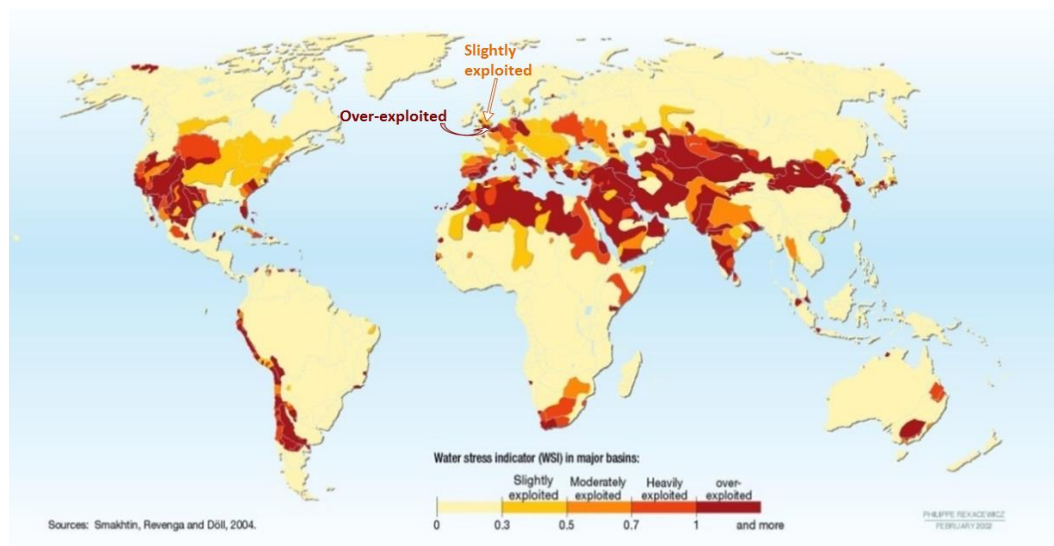 Slightly
exploited
Over-exploited
Water stress indicator (WSI) in major basins:
Slightly exploited Moderately exploited Heavily exploited over-exploited
0 0.3 0.5 0.7 1 and more
Sources: Smakhtin, Revenga and Döll, 2004.
PHILIPPE REKACEWICZ
FEBRUARY 2002